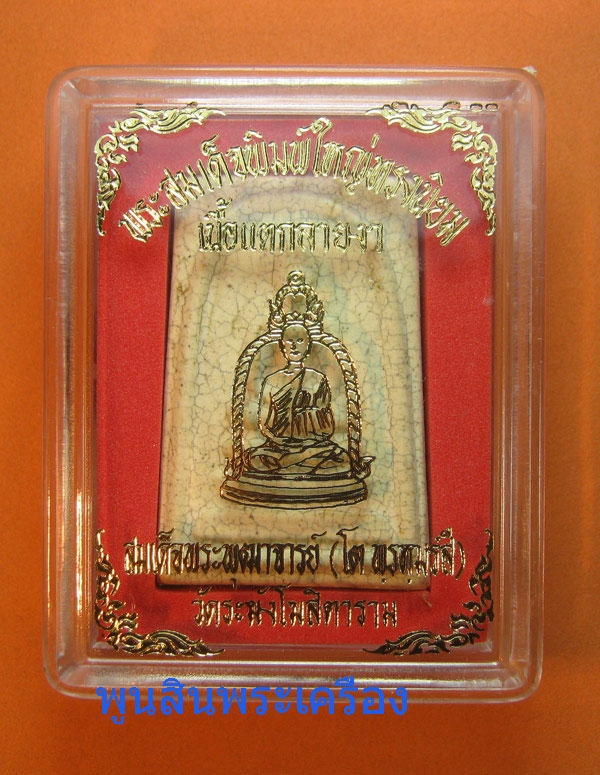 พระสมเด็จพิมพ์ใหญ่ทรงนิยม
เนื้อแตกลายงา
สมเด็จพระพุฒาจารย์ (โต พฺรหฺมรํสี)
วัดระฆังโฆสิตาราม
พูนสินพระเครื่อง